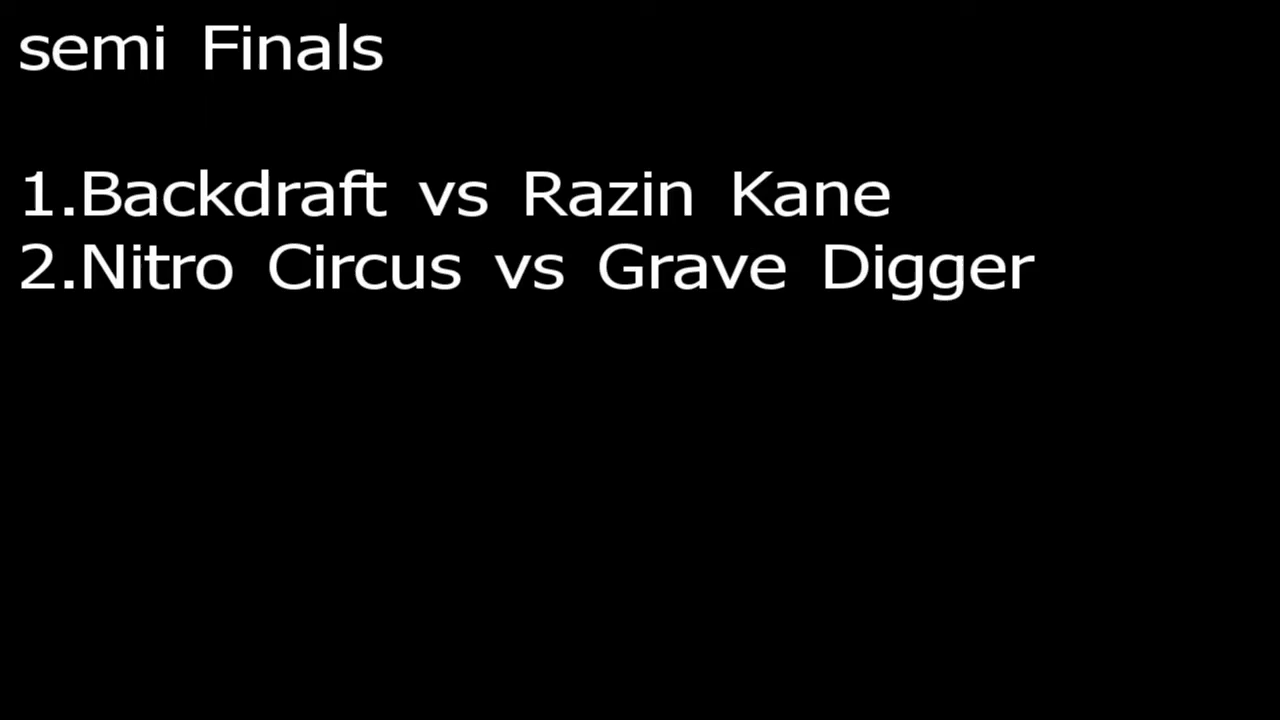 semi Finals
1.Backdraft vs Razin Kane
2.Nitro Circus vs Grave Digger